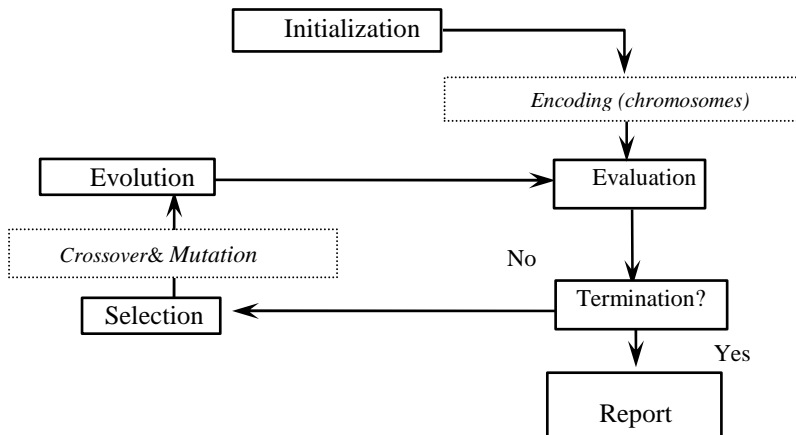 Initialization
Encoding (chromosomes)
Evolution
Evaluation
Crossover& Mutation
No
Selection
Termination?
Yes
Report